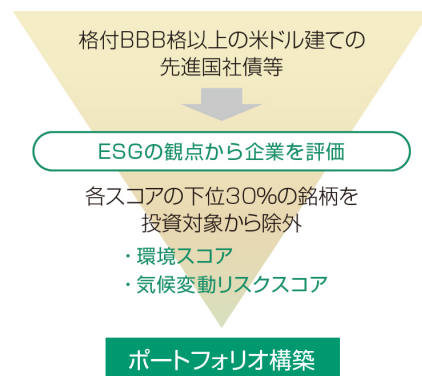 格付BBB格以上の米ドル建ての
先進国社債等
ESGの観点から企業を評価
各スコアの下位30%の銘柄を
投資対象から除外
・環境スコア
・気候変動リスクスコア
ポートフォリオ構築